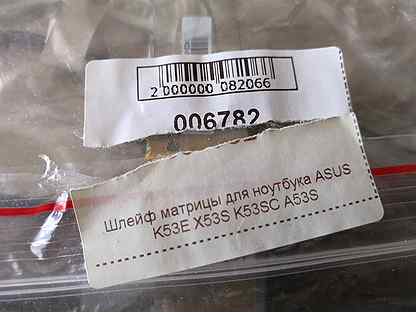 2 000000 082066
006782
Шлейф матрицы для ноутбука ASUS
K53E X53S K53SC A53S